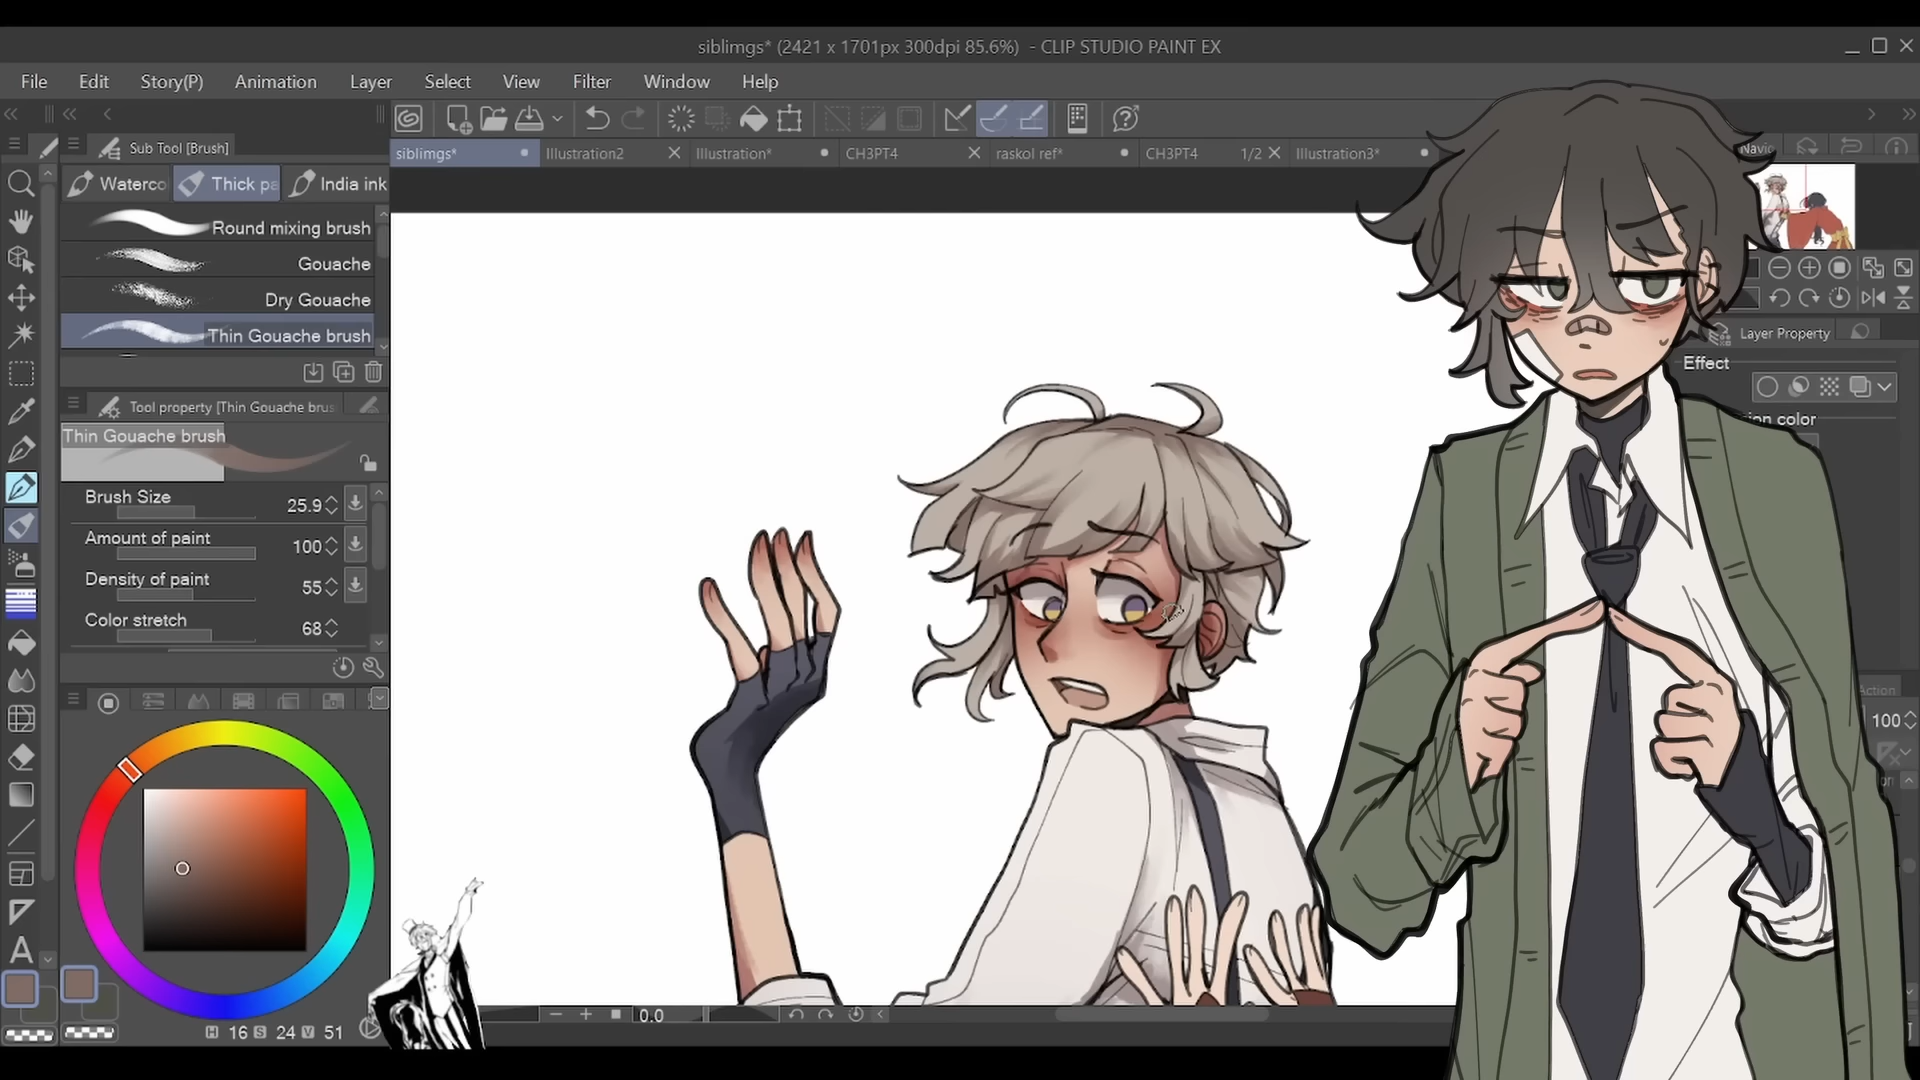 siblimgs* (2421 x 1701px 300dpi 85.6%) - CLIP STUDIO PAINT EX
File Edit Story(P) Animation Layer Select View Filter Window Help
Sub Tool [Brush]
siblimgs* Illustration2 Illustration* CH3PT4 raskol ref* CH3PT4 1/2 Illustration3*
Navic
Waterco Thick pa India ink
Round mixing brush
Gouache
Dry Gouache
Thin Gouache brush
Layer Property
Effect
ion color
Tool property [Thin Gouache brus
Thin Gouache brush
Brush Size 25.9
Amount of paint 100
Density of paint 55
Color stretch 68
Action
100
A
0.0
H 16 S 24 V 51